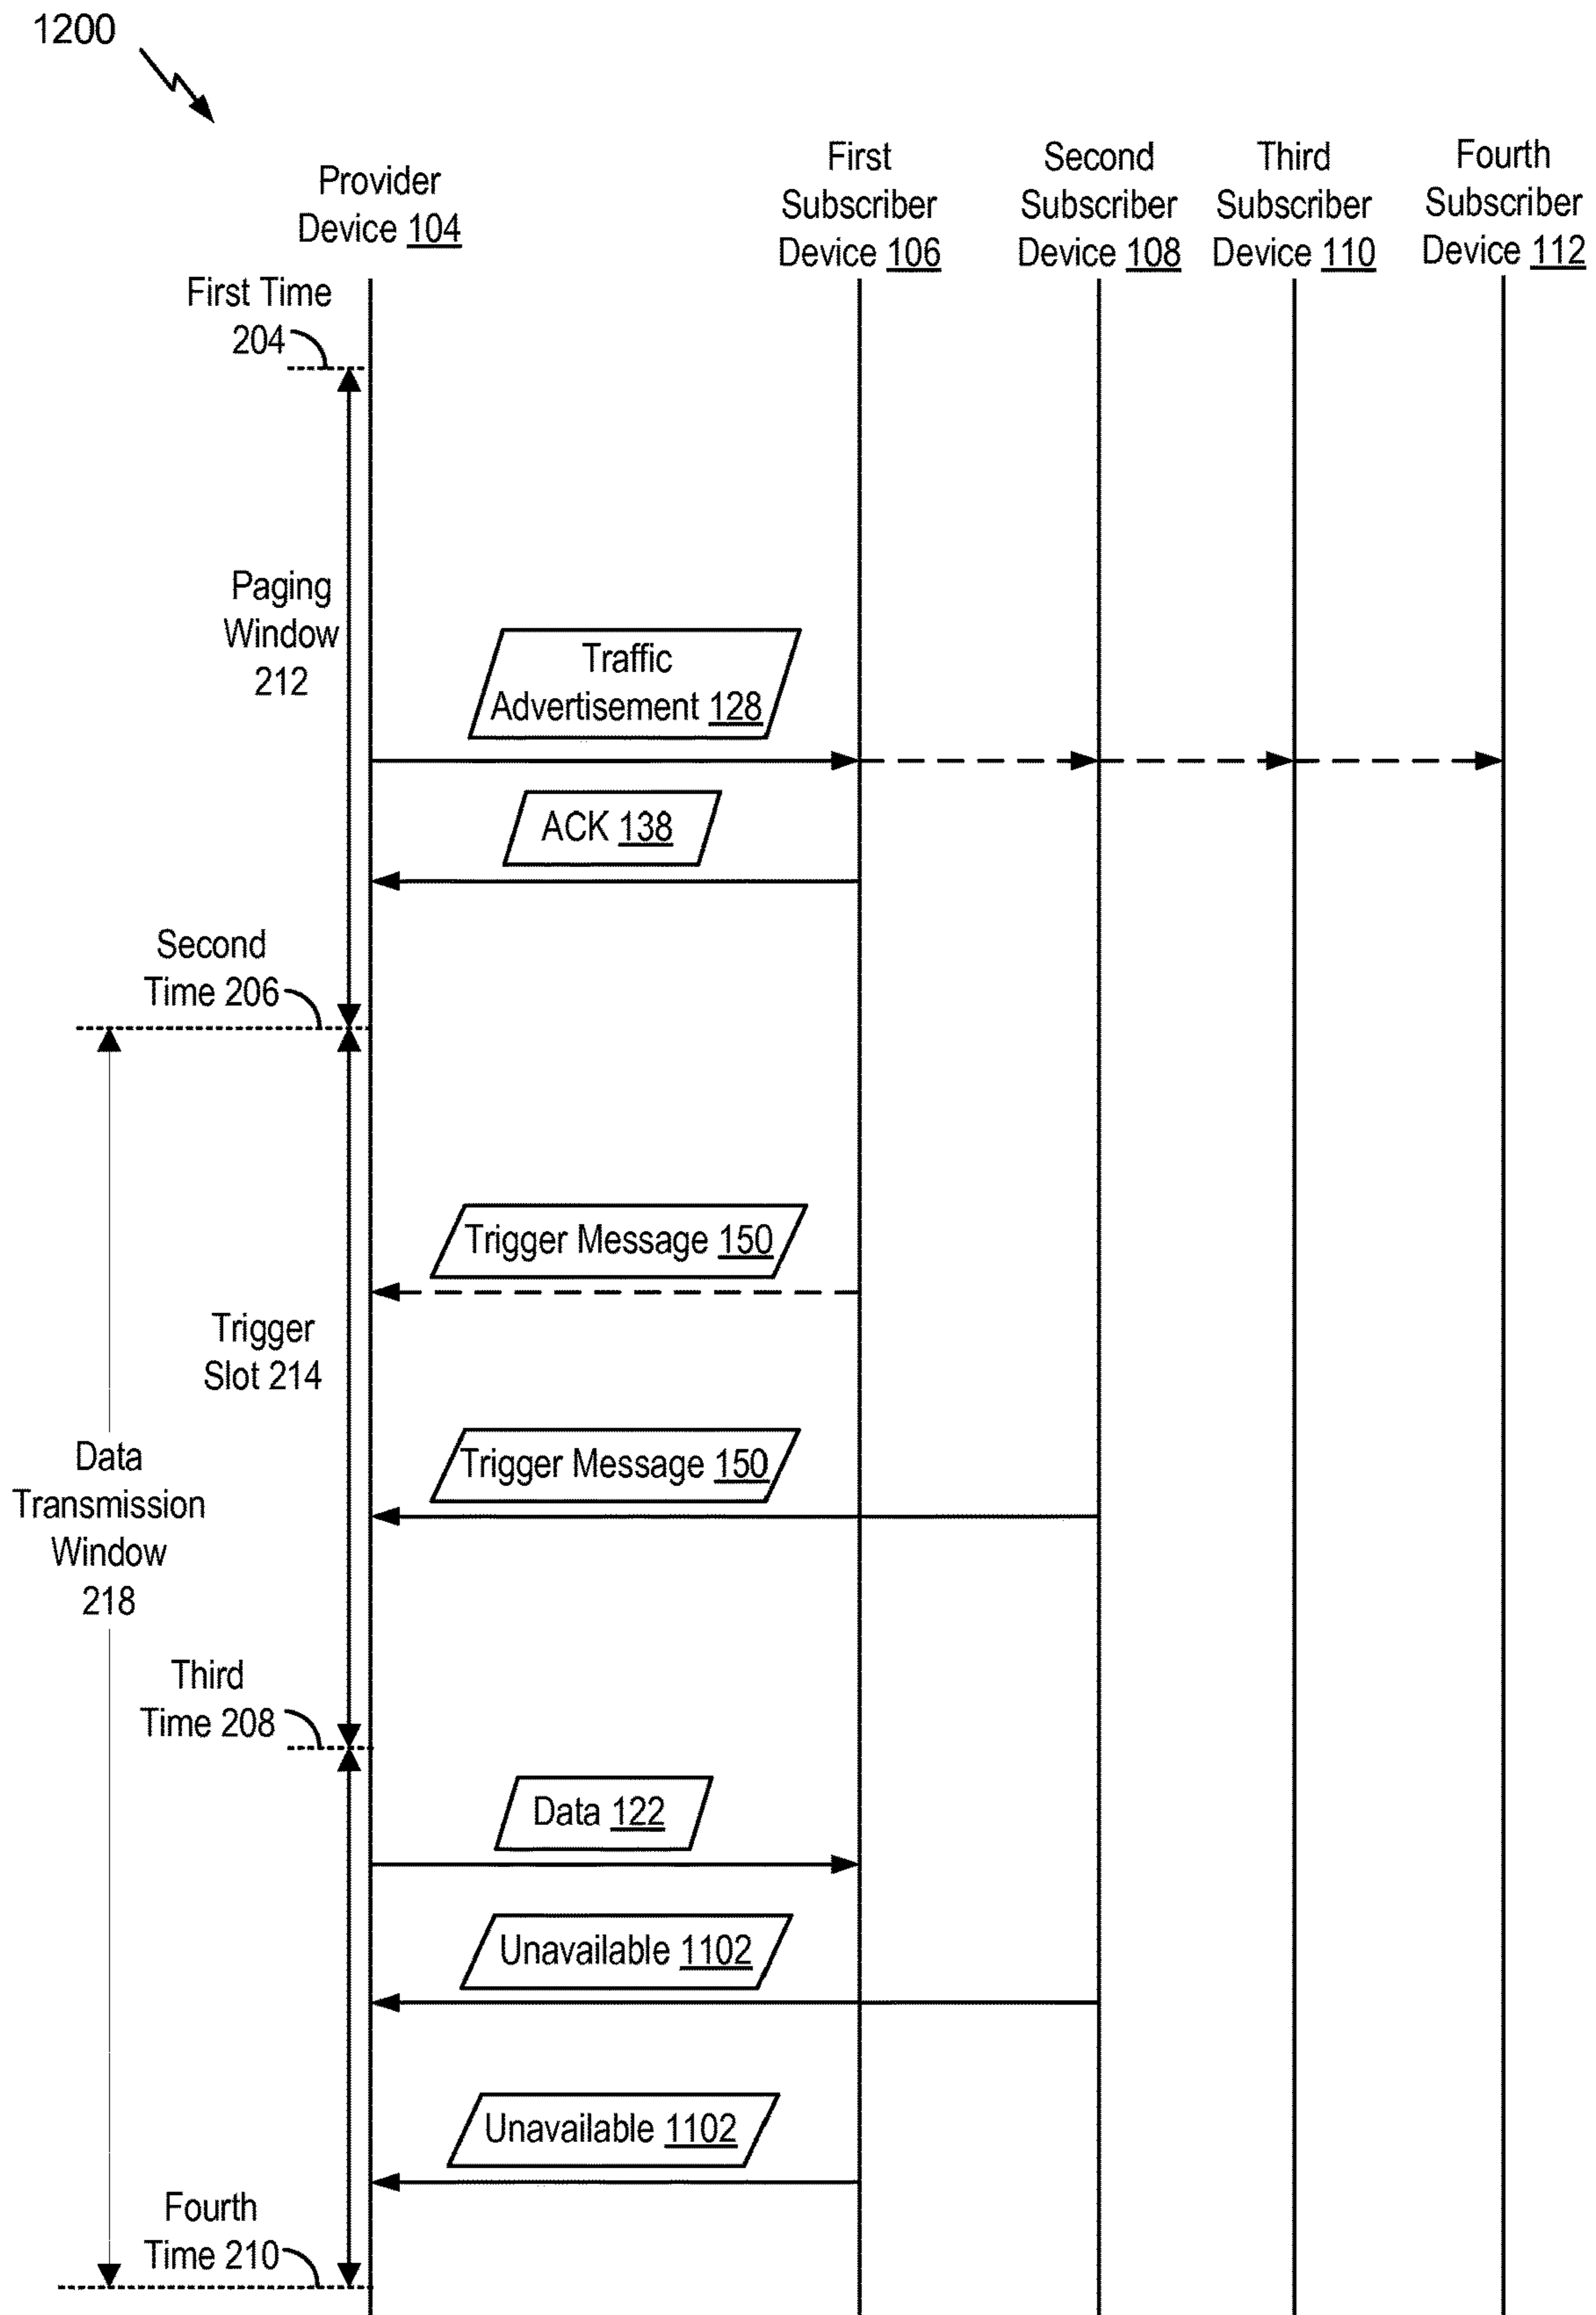 1200
Provider
Device 104
First
Subscriber
Device 106
Second
Subscriber
Device 108
Third
Subscriber
Device 110
Fourth
Subscriber
Device 112
First Time
204
Paging
Window
212
Traffic
Advertisement 128
ACK 138
Second
Time 206
Trigger Message 150
Trigger
Slot 214
Trigger Message 150
Data
Transmission
Window
218
Third
Time 208
Data 122
Unavailable 1102
Unavailable 1102
Fourth
Time 210